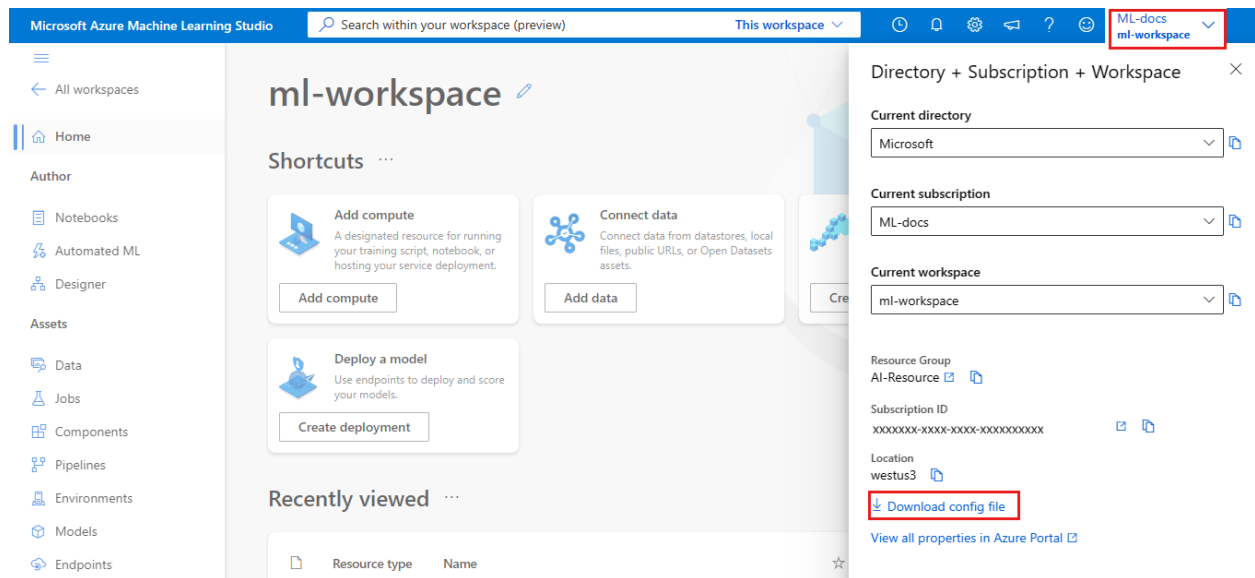 Microsoft Azure Machine Learning Studio
Search within your workspace (preview)
This workspace
ML-docs
ml-workspace
All workspaces
Home
Author
Notebooks
Automated ML
Designer
Assets
Data
Jobs
Components
Pipelines
Environments
Models
Endpoints
ml-workspace
Shortcuts ...
Add compute
A designated resource for running
your training script, notebook, or
hosting your service deployment.
Add compute
Connect data
Connect data from datastores, local
files, public URLs, or Open Datasets
assets.
Add data
Cre
Deploy a model
Use endpoints to deploy and score
your models.
Create deployment
Recently viewed ...
Resource type Name
Directory + Subscription + Workspace
Current directory
Microsoft
Current subscription
ML-docs
Current workspace
ml-workspace
Resource Group
AI-Resource
Subscription ID
xxxxxxx-xxxx-xxxx-xxxxxxxxxx
Location
westus3
Download config file
View all properties in Azure Portal